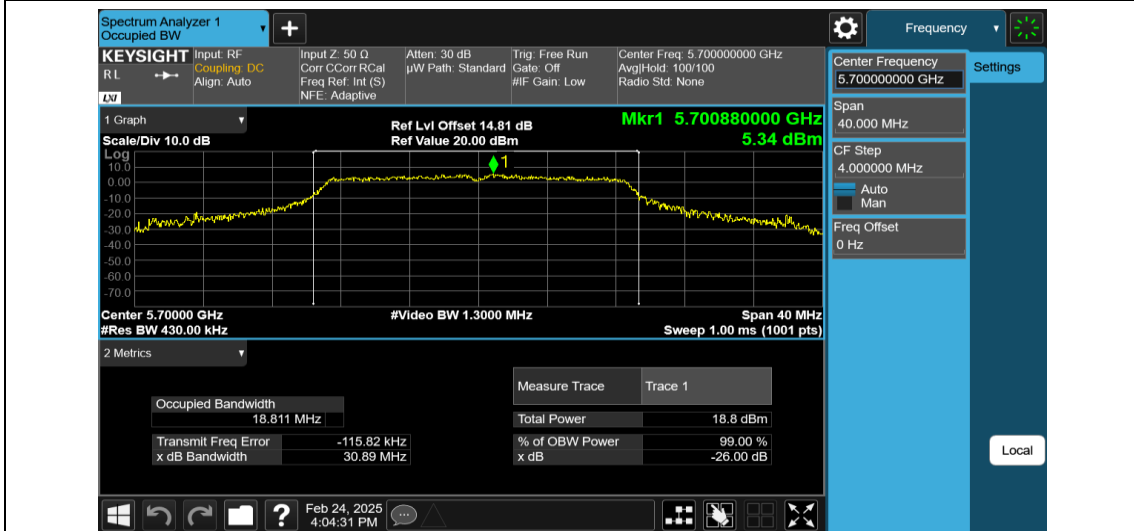 Spectrum Analyzer 1
Occupied BW
+
Frequency
KEYSIGHT
R L
LXI
Input: RF
Coupling: DC
Align: Auto
Input Z: 50 Ω
Corr CCorr RCal
Freq Ref: Int (S)
NFE: Adaptive
Atten: 30 dB
µW Path: Standard
Trig: Free Run
Gate: Off
#IF Gain: Low
Center Freq: 5.700000000 GHz
Avg|Hold: 100/100
Radio Std: None
Center Frequency
5.700000000 GHz
Settings
Span
40.000 MHz
CF Step
4.000000 MHz
Auto
Man
Freq Offset
0 Hz
1 Graph
Scale/Div 10.0 dB
Ref Lvl Offset 14.81 dB
Ref Value 20.00 dBm
Mkr1 5.700880000 GHz
5.34 dBm
Log
1
10.0
0.00
-10.0
-20.0
-30.0
-40.0
-50.0
-60.0
-70.0
Center 5.70000 GHz
#Video BW 1.3000 MHz
Span 40 MHz
#Res BW 430.00 kHz
Sweep 1.00 ms (1001 pts)
2 Metrics
Measure Trace
Trace 1
Occupied Bandwidth
18.811 MHz
Total Power
18.8 dBm
Transmit Freq Error
-115.82 kHz
% of OBW Power
99.00 %
x dB Bandwidth
30.89 MHz
x dB
-26.00 dB
Local
?
Feb 24, 2025
4:04:31 PM